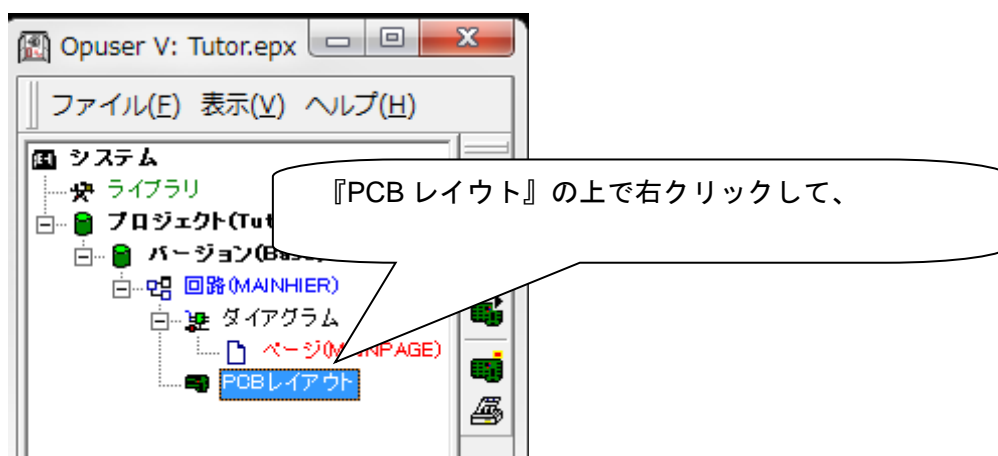 Opuser V: Tutor.epx
ファイル(F) 表示(V) ヘルプ(H)
システム
ライブラリ
『PCB レイウト』の上で右クリックして、
プロジェクト(Tut
バージョン(Base)
回路(MAINHIER)
ダイアグラム
ページ(MAINPAGE)
PCBレイアウト